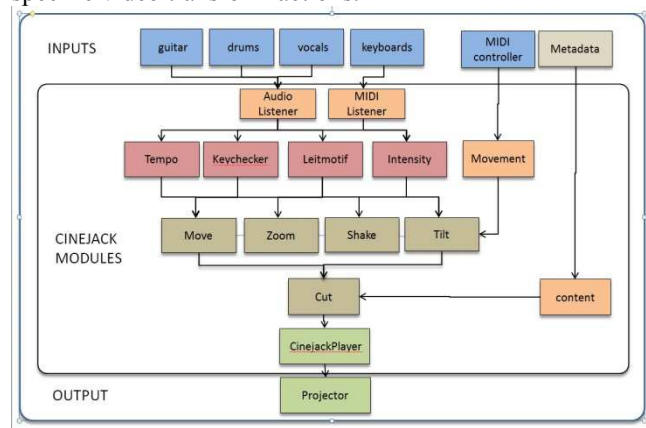 INPUTS
guitar
drums
vocals
keyboards
MIDI
controller
Metadata
Audio
Listener
MIDI
Listener
Tempo
Keychecker
Leitmotif
Intensity
Movement
CINEJACK
MODULES
Move
Zoom
Shake
Tilt
Cut
content
CinejackPlayer
OUTPUT
Projector